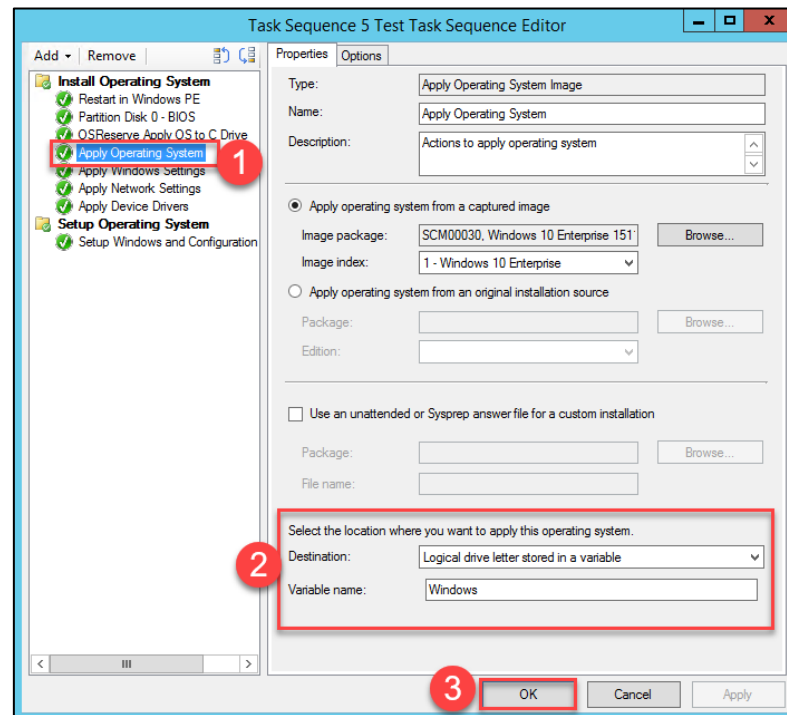 Task Sequence 5 Test Task Sequence Editor
Add Remove
Install Operating System
Restart in Windows PE
Partition Disk 0 - BIOS
OSReserve Apply OS to C Drive
Apply Operating System
1
Apply Windows Settings
Apply Network Settings
Apply Device Drivers
Setup Operating System
Setup Windows and Configuration
Properties Options
Type: Apply Operating System Image
Name: Apply Operating System
Description: Actions to apply operating system
Apply operating system from a captured image
Image package: SCM00030, Windows 10 Enterprise 151 Browse...
Image index: 1 - Windows 10 Enterprise
Apply operating system from an original installation source
Package: Browse...
Edition:
Use an unattended or Sysprep answer file for a custom installation
Package: Browse...
File name:
Select the location where you want to apply this operating system.
2
Destination: Logical drive letter stored in a variable
Variable name: Windows
3
OK Cancel Apply